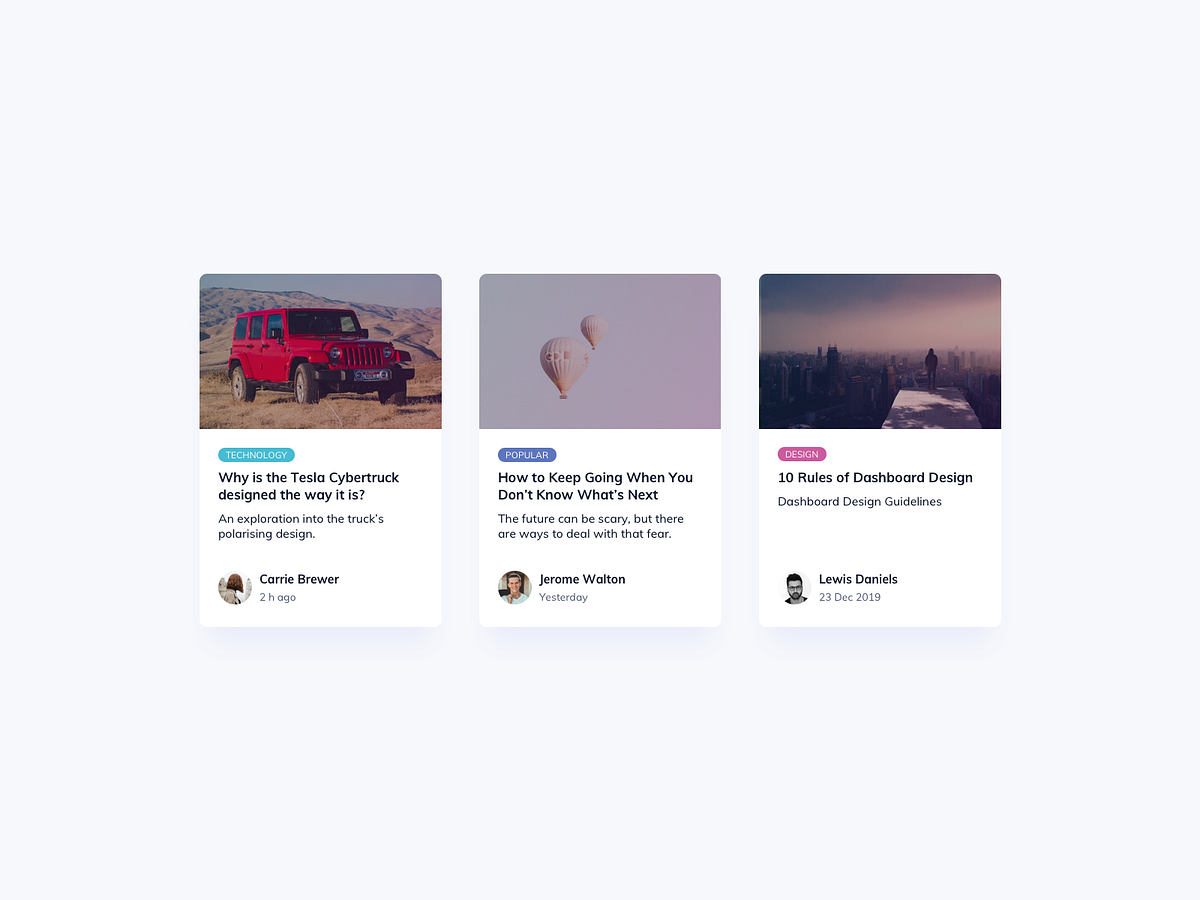 TECHNOLOGY
Why is the Tesla Cybertruck
designed the way it is?
An exploration into the truck’s
polarising design.
Carrie Brewer
2 h ago
POPULAR
How to Keep Going When You
Don’t Know What’s Next
The future can be scary, but there
are ways to deal with that fear.
Jerome Walton
Yesterday
DESIGN
10 Rules of Dashboard Design
Dashboard Design Guidelines
Lewis Daniels
23 Dec 2019